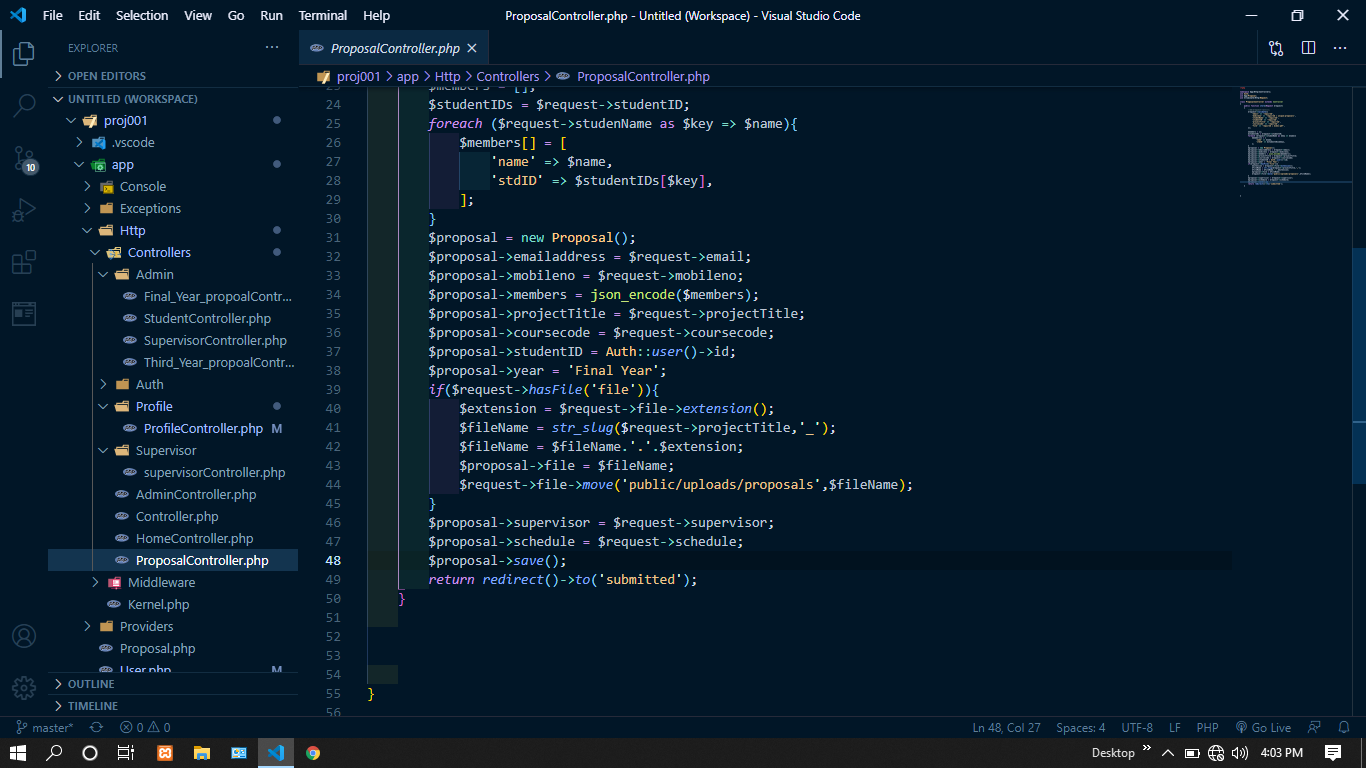 File Edit Selection View Go Run Terminal Help ProposalController.php - Untitled (Workspace) - Visual Studio Code
EXPLORER
ProposalController.php
OPEN EDITORS
proj001 > app > Http > Controllers > ProposalController.php
UNTITLED (WORKSPACE)
proj001
.vscode
app
Console
Exceptions
Http
Controllers
Admin
Final_Year_propoalContr...
StudentController.php
SupervisorController.php
Third_Year_propoalContr...
Auth
Profile
ProfileController.php M
Supervisor
supervisorController.php
AdminController.php
Controller.php
HomeController.php
ProposalController.php
Middleware
Kernel.php
Providers
Proposal.php
User.php M
OUTLINE
TIMELINE
10
23 $members = [];
24 $studentIDs = $request->studentID;
25 foreach ($request->studenName as $key => $name){
26 $members[] = [
27 'name' => $name,
28 'stdID' => $studentIDs[$key],
29 ];
30 }
31 $proposal = new Proposal();
32 $proposal->emailaddress = $request->email;
33 $proposal->mobileno = $request->mobileno;
34 $proposal->members = json_encode($members);
35 $proposal->projectTitle = $request->projectTitle;
36 $proposal->coursecode = $request->coursecode;
37 $proposal->studentID = Auth::user()->id;
38 $proposal->year = 'Final Year';
39 if($request->hasFile('file')){
40 $extension = $request->file->extension();
41 $fileName = str_slug($request->projectTitle,'_');
42 $fileName = $fileName.'.'.$extension;
43 $proposal->file = $fileName;
44 $request->file->move('public/uploads/proposals',$fileName);
45 }
46 $proposal->supervisor = $request->supervisor;
47 $proposal->schedule = $request->schedule;
48 $proposal->save();
49 return redirect()->to('submitted');
50 }
51
52
53
54
55 }
56
master* 0 0 Ln 48, Col 27 Spaces: 4 UTF-8 LF PHP Go Live
Desktop 4:03 PM